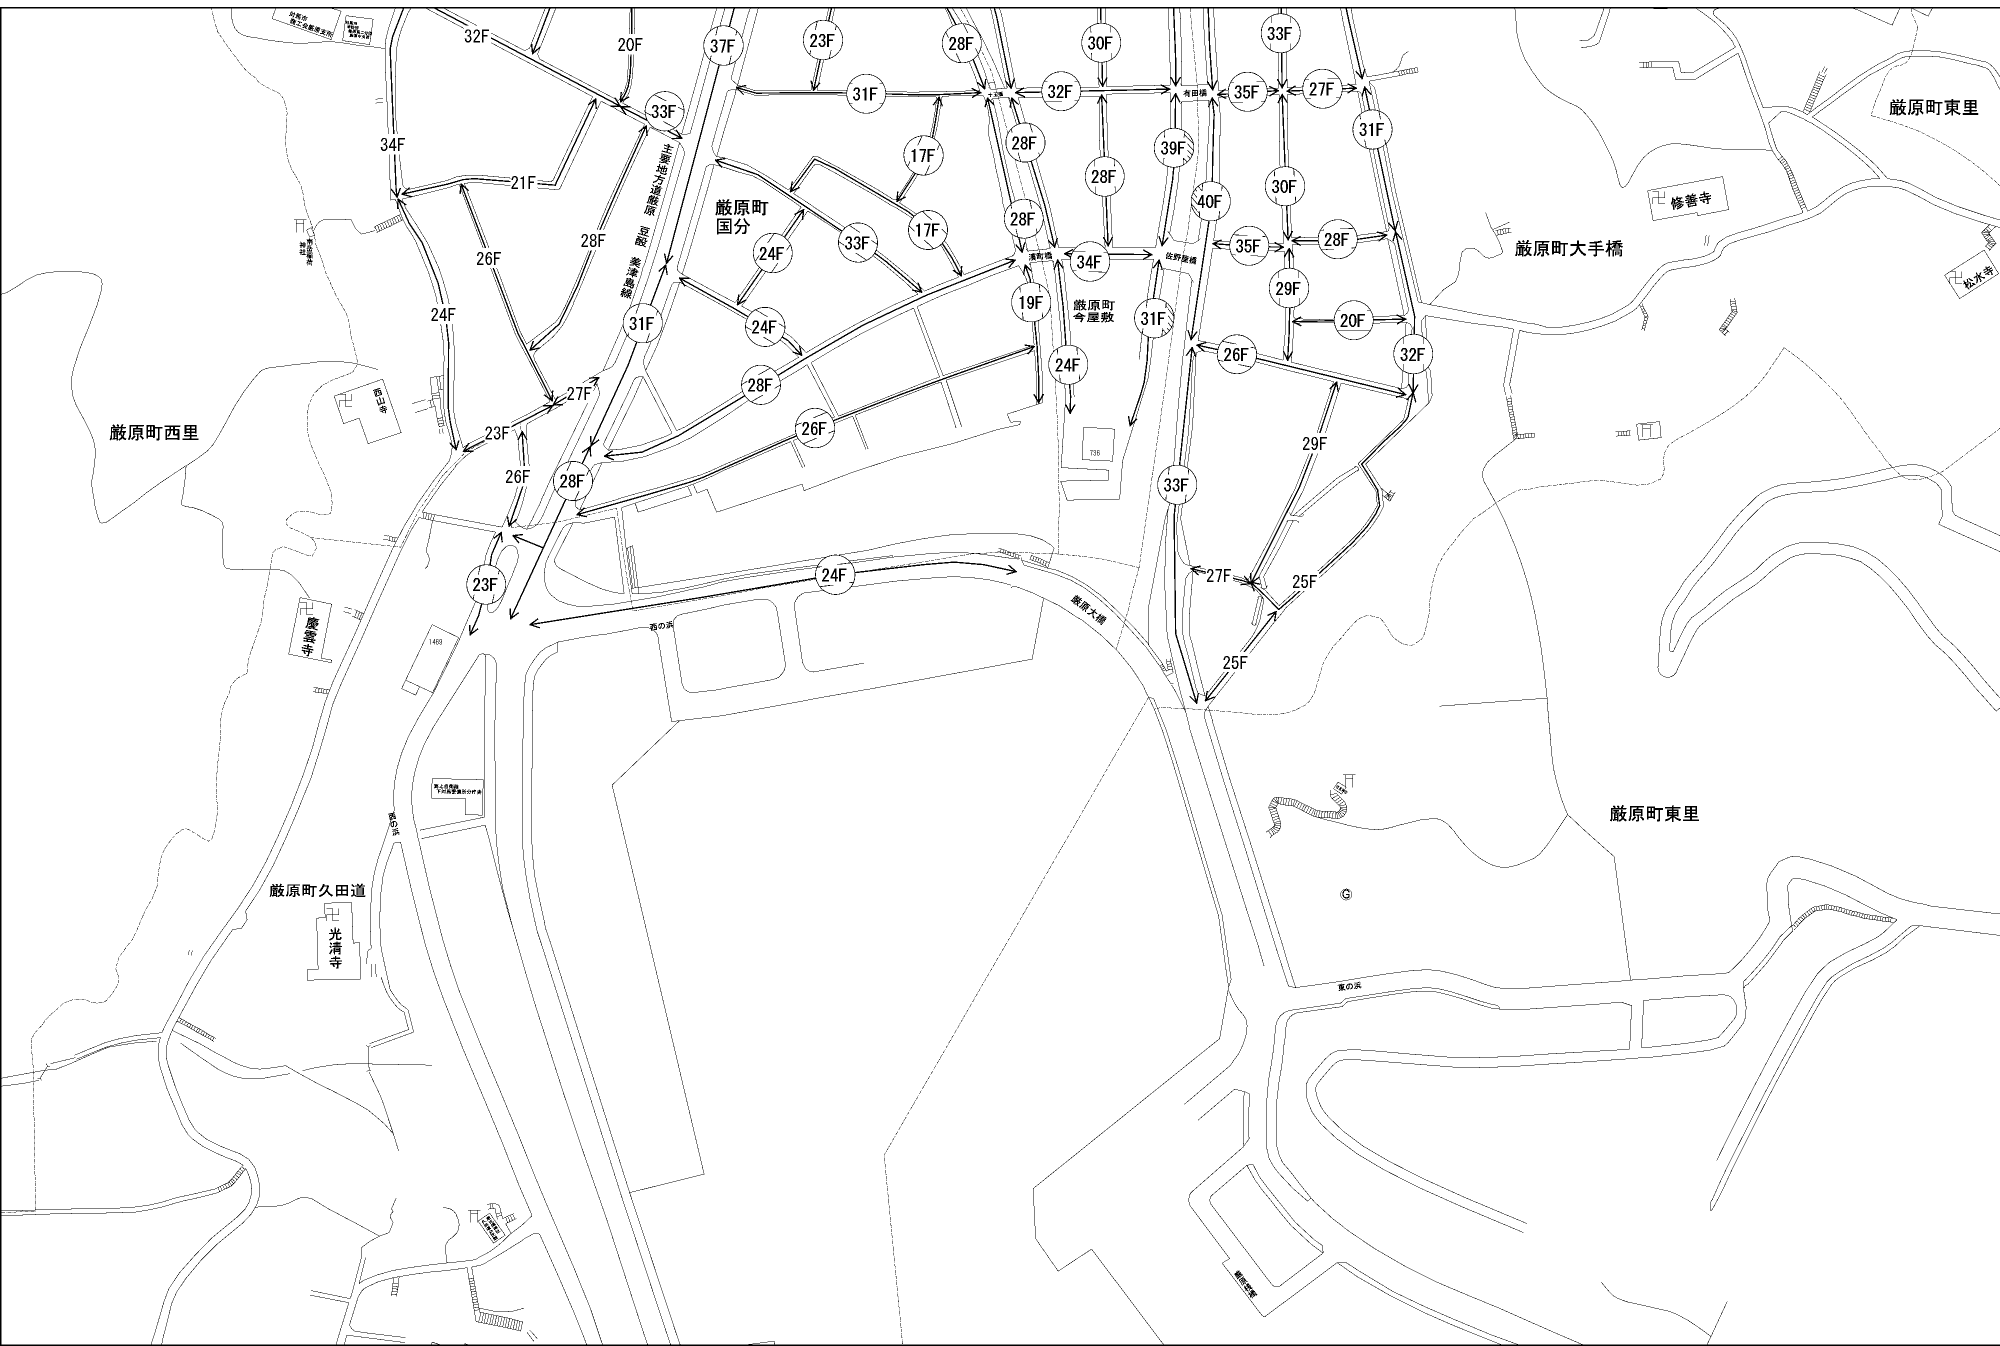 32F
20F
37F
23F
28F
30F
33F
33F
31F
32F
有田橋
35F
27F
厳原町東里
34F
21F
主要地方道厳原
豆酘
美津島線
17F
28F
39F
31F
28F
厳原町
国分
30F
40F
修善寺
26F
28F
24F
33F
17F
28F
浜町橋
34F
佐野屋橋
35F
28F
厳原町大手橋
松水寺
24F
31F
24F
19F
厳原町
今屋敷
31F
29F
20F
厳原町西里
西山寺
27F
28F
24F
26F
32F
23F
26F
26F
28F
736
33F
29F
23F
24F
27F
25F
慶雲寺
1469
西の浜
厳原大橋
25F
厳原町東里
厳原町久田道
光清寺
G
東の浜